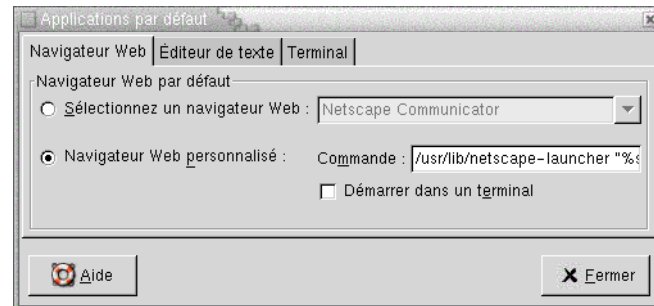 Applications par défaut
Navigateur Web Éditeur de texte Terminal
Navigateur Web par défaut
Sélectionnez un navigateur Web : Netscape Communicator
Navigateur Web personnalisé : Commande : /usr/lib/netscape-launcher "%s
Démarrer dans un terminal
Aide Fermer